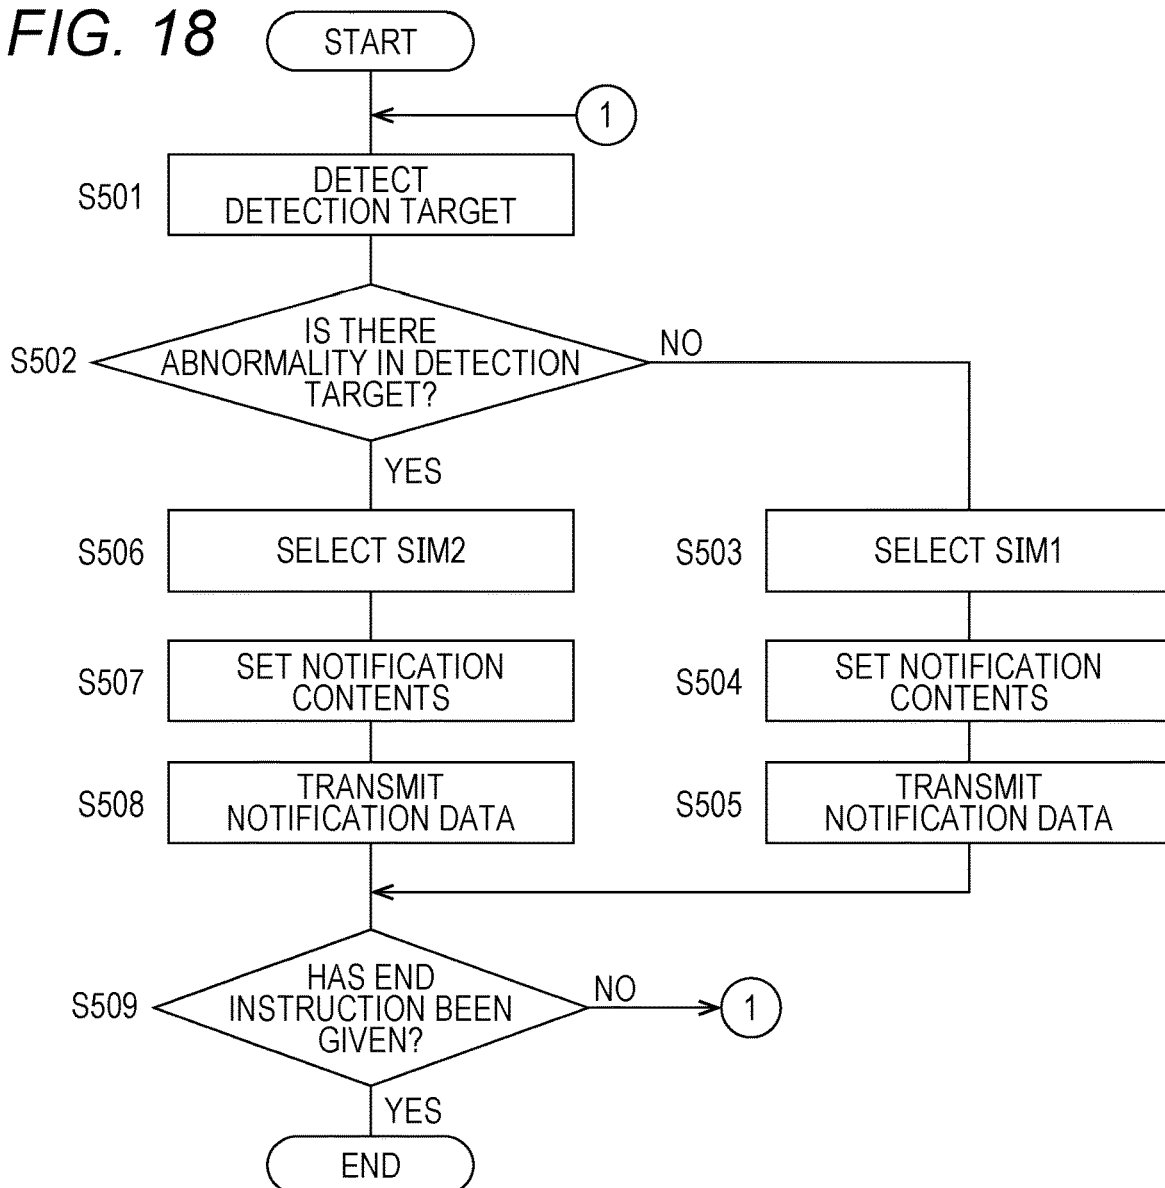 FIG. 18
START
1
S501
DETECT
DETECTION TARGET
S502
IS THERE
ABNORMALITY IN DETECTION
TARGET?
NO
YES
S506
SELECT SIM2
S503
SELECT SIM1
S507
SET NOTIFICATION
CONTENTS
S504
SET NOTIFICATION
CONTENTS
S508
TRANSMIT
NOTIFICATION DATA
S505
TRANSMIT
NOTIFICATION DATA
S509
HAS END
INSTRUCTION BEEN
GIVEN?
NO
1
YES
END